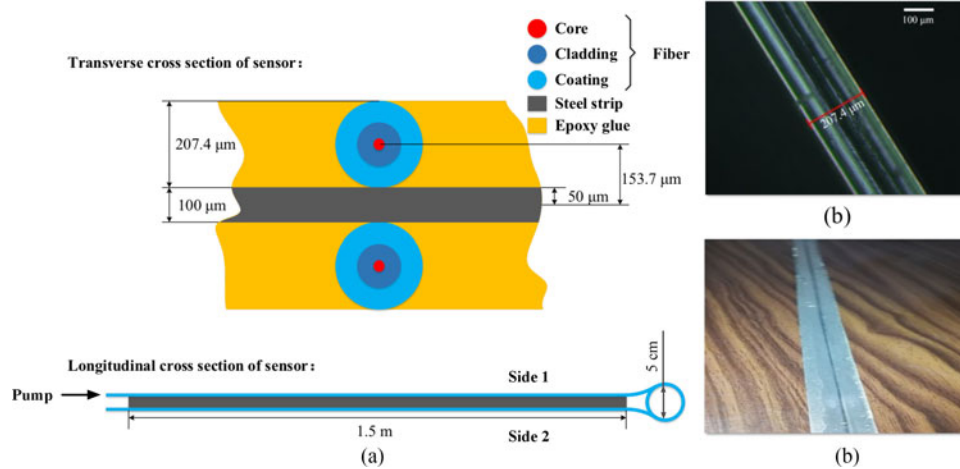 Transverse cross section of sensor:
Core
Cladding
Coating
Fiber
Steel strip
Epoxy glue
207.4 μm
100 μm
50 μm
153.7 μm
Longitudinal cross section of sensor:
Pump
Side 1
Side 2
1.5 m
5 cm
(a)
100 μm
207.4 μm
(b)
(b)